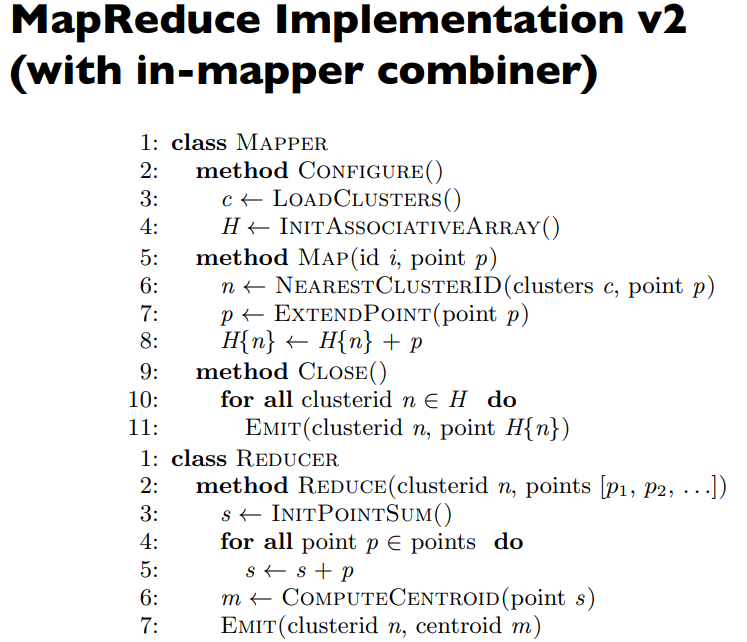 MapReduce Implementation v2
(with in-mapper combiner)
1: class Mapper
2: method Configure()
3: c ← LoadClusters()
4: H ← InitAssociativeArray()
5: method Map(id i, point p)
6: n ← NearestClusterID(clusters c, point p)
7: p ← ExtendPoint(point p)
8: H{n} ← H{n} + p
9: method Close()
10: for all clusterid n ∈ H do
11: Emit(clusterid n, point H{n})
1: class Reducer
2: method Reduce(clusterid n, points [p₁, p₂, …])
3: s ← InitPointSum()
4: for all point p ∈ points do
5: s ← s + p
6: m ← ComputeCentroid(point s)
7: Emit(clusterid n, centroid m)